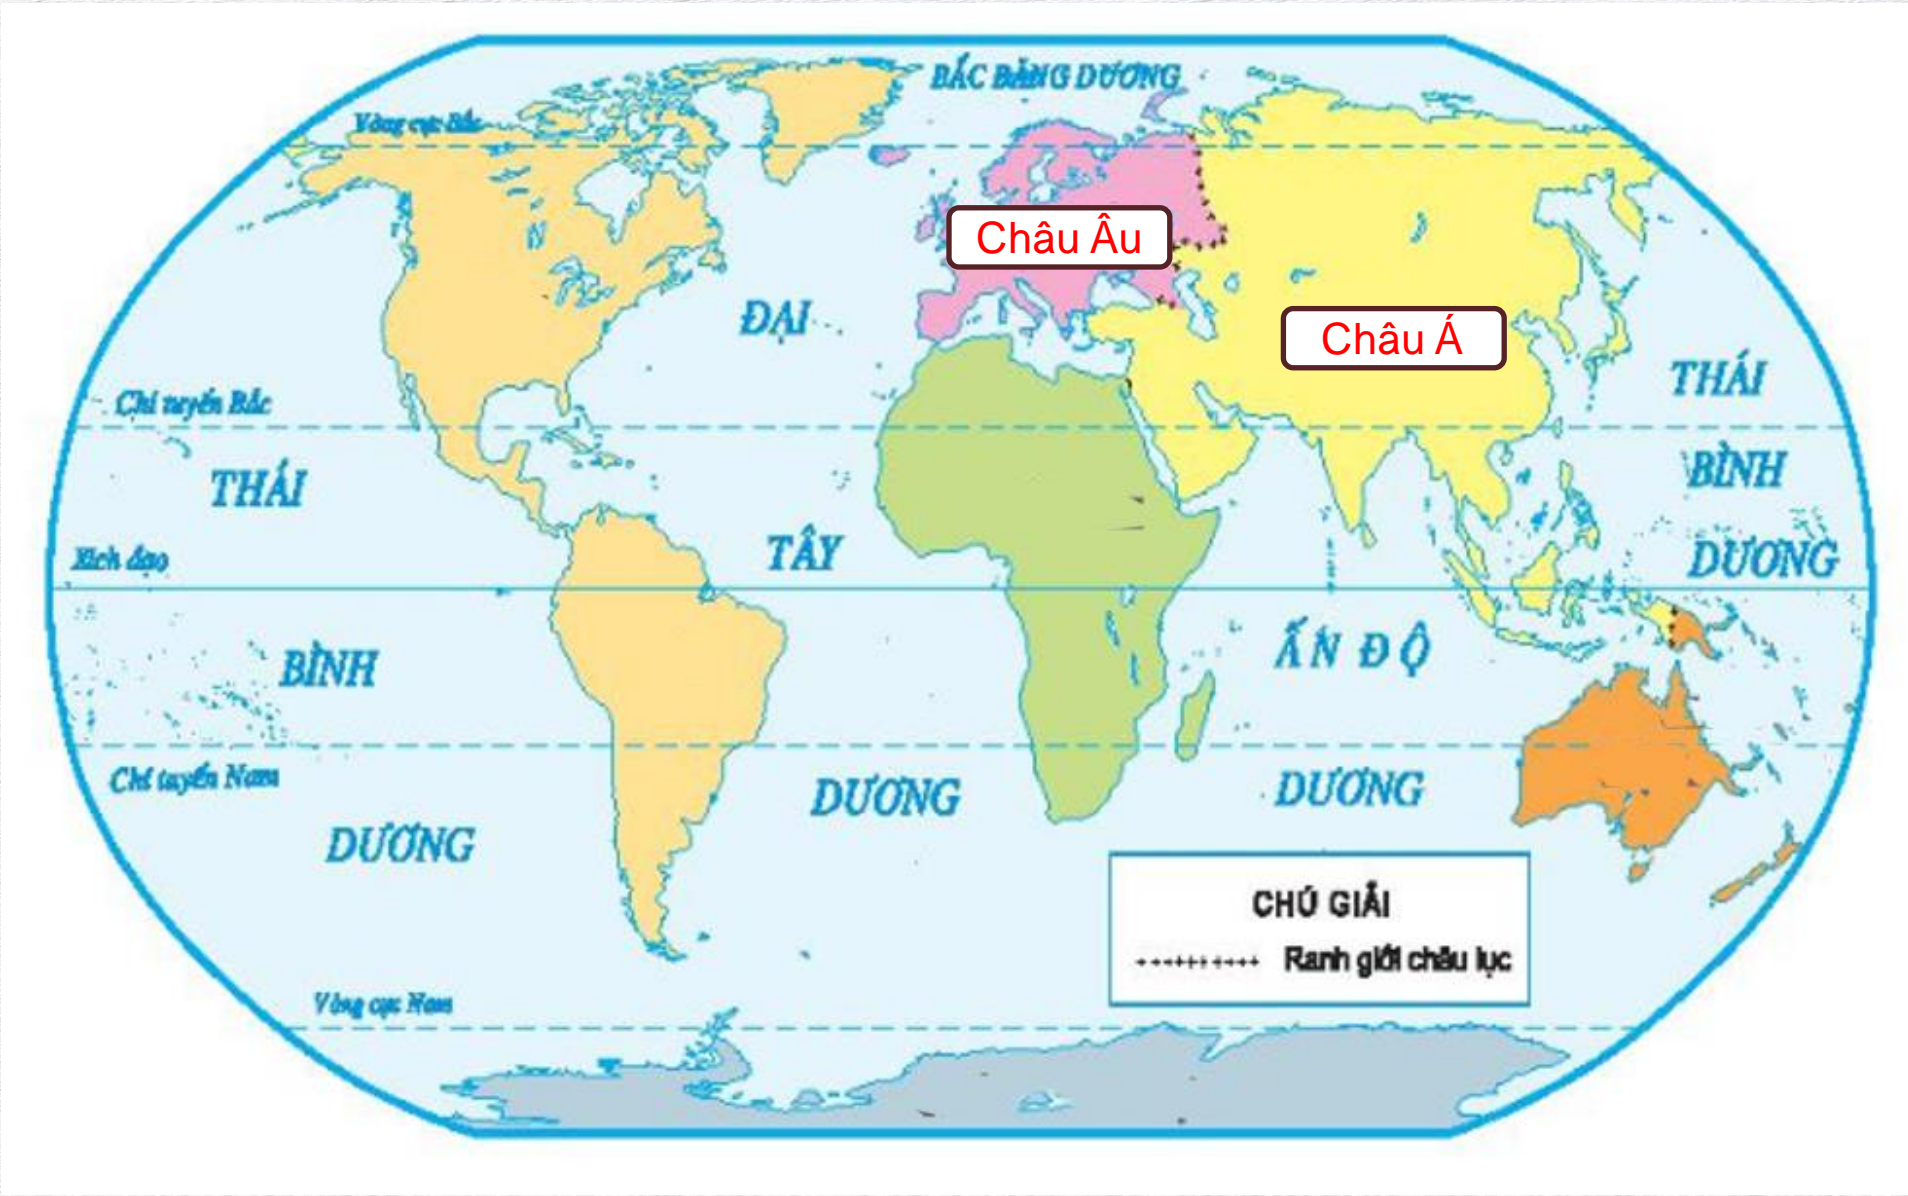 BẮC BĂNG DƯƠNG
Vòng cực Bắc
Châu Âu
ĐẠI
Châu Á
THÁI
Chí tuyến Bắc
BÌNH
THÁI
TÂY
DƯƠNG
Xích đạo
ẤN ĐỘ
BÌNH
Chí tuyến Nam
DƯƠNG
DƯƠNG
DƯƠNG
CHÚ GIẢI
Ranh giới châu lục
Vòng cực Nam